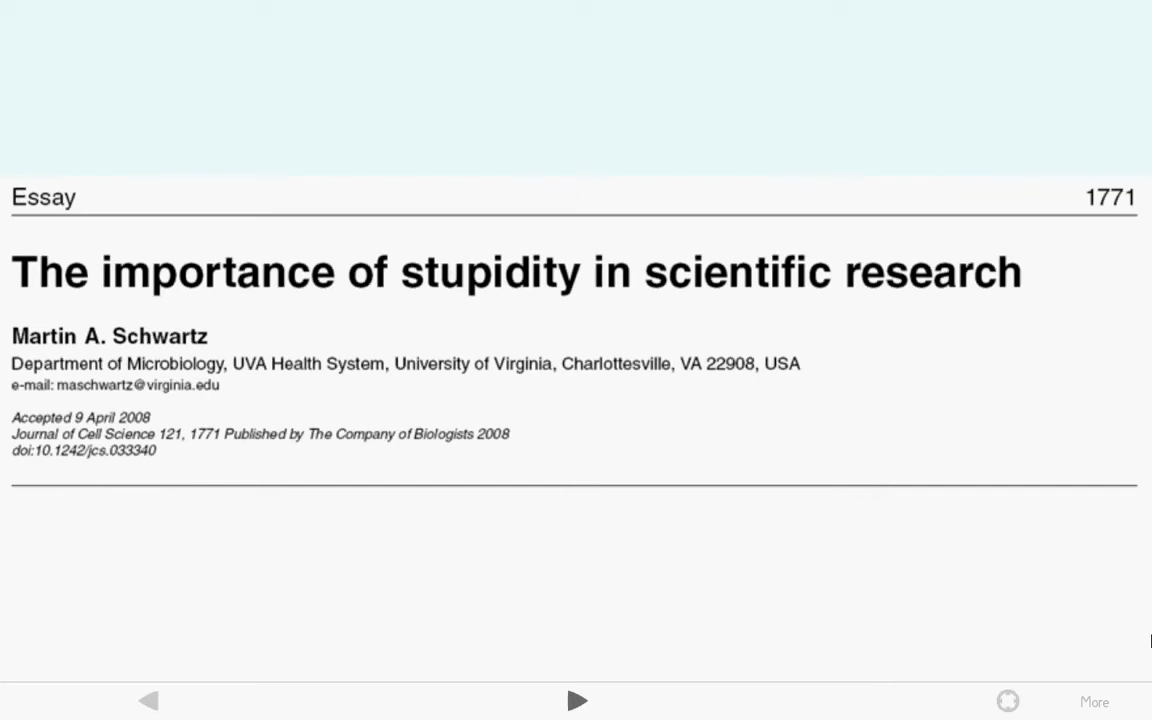 Essay 1771
The importance of stupidity in scientific research
Martin A. Schwartz
Department of Microbiology, UVA Health System, University of Virginia, Charlottesville, VA 22908, USA
e-mail: maschwartz@virginia.edu
Accepted 9 April 2008
Journal of Cell Science 121, 1771 Published by The Company of Biologists 2008
doi:10.1242/jcs.033340
More